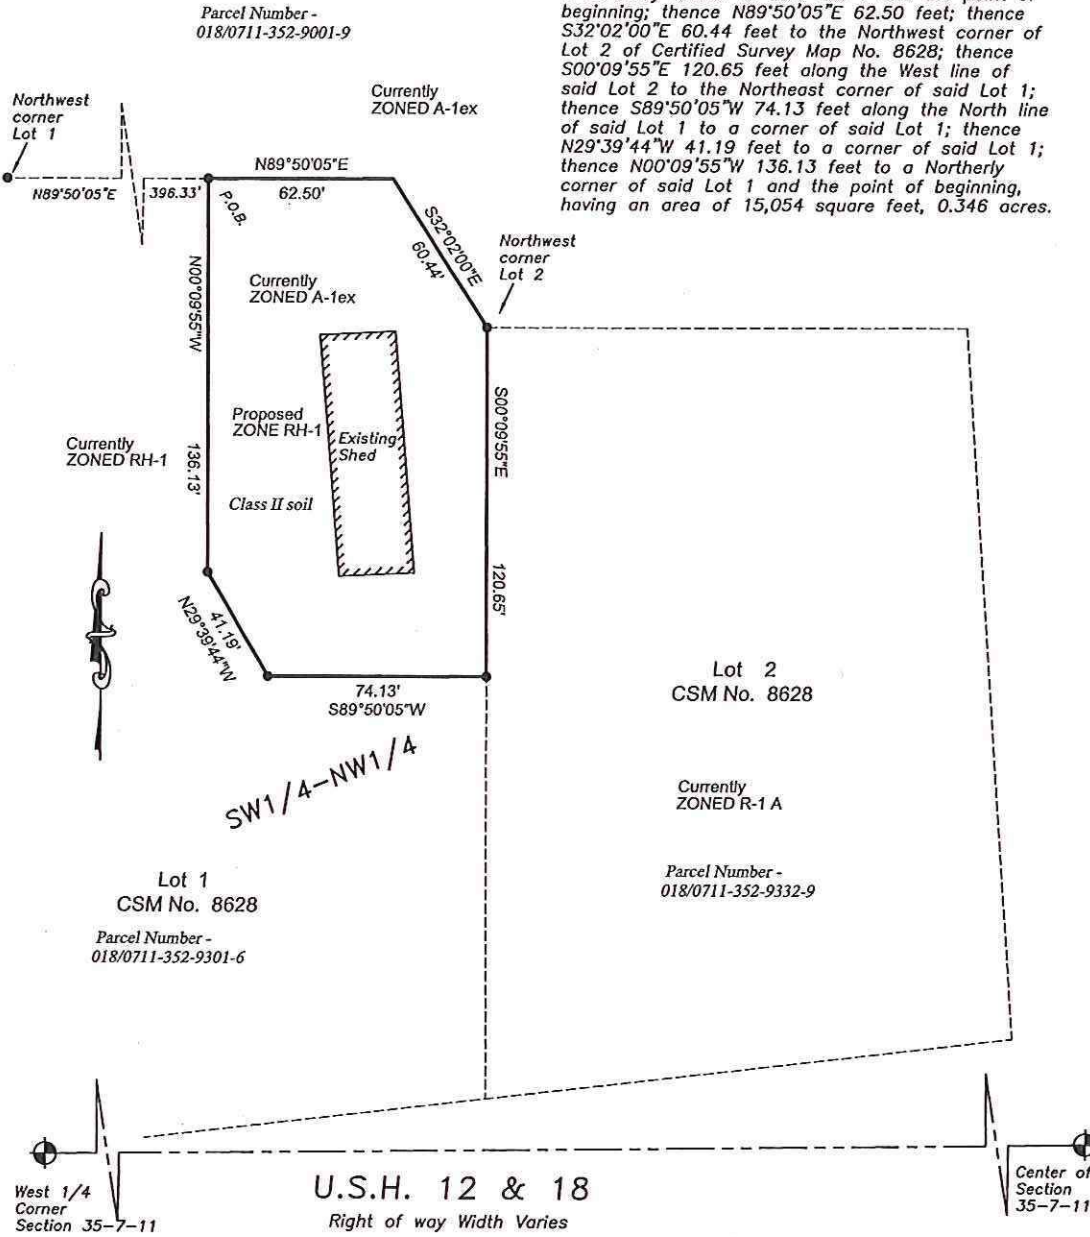 Parcel Number -
018/0711-352-9001-9
beginning; thence N89°50'05"E 62.50 feet; thence
S32°02'00"E 60.44 feet to the Northwest corner of
Lot 2 of Certified Survey Map No. 8628; thence
S00°09'55"E 120.65 feet along the West line of
said Lot 2 to the Northeast corner of said Lot 1;
thence S89°50'05"W 74.13 feet along the North line
of said Lot 1 to a corner of said Lot 1; thence
N29°39'44"W 41.19 feet to a corner of said Lot 1;
thence N00°09'55"W 136.13 feet to a Northerly
corner of said Lot 1 and the point of beginning,
having an area of 15,054 square feet, 0.346 acres.
Northwest
corner
Lot 1
Currently
ZONED A-1ex
N89°50'05"E
396.33'
N89°50'05"E
62.50'
P.O.B.
S32°02'00"E
60.44'
Northwest
corner
Lot 2
Currently
ZONED A-1ex
N00°09'55"W
136.13'
Proposed
ZONE RH-1
Existing
Shed
S00°09'55"E
120.65'
Currently
ZONED RH-1
Class II soil
41.19'
N29°39'44"W
74.13'
S89°50'05"W
Lot 2
CSM No. 8628
SW1/4-NW1/4
Currently
ZONED R-1 A
Lot 1
CSM No. 8628
Parcel Number -
018/0711-352-9332-9
Parcel Number -
018/0711-352-9301-6
West 1/4
Corner
Section 35-7-11
U.S.H. 12 & 18
Right of way Width Varies
Center of
Section
35-7-11